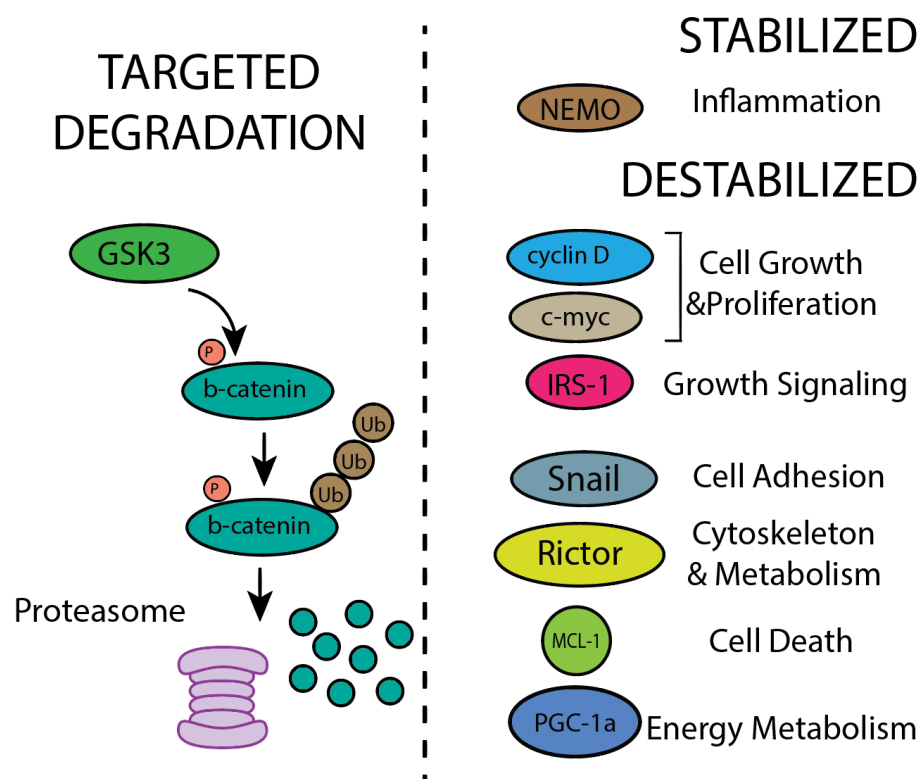 TARGETED
DEGRADATION
GSK3
P
b-catenin
Ub
Ub
Ub
P
b-catenin
Proteasome
STABILIZED
NEMO
Inflammation
DESTABILIZED
cyclin D
c-myc
Cell Growth
&Proliferation
IRS-1
Growth Signaling
Snail
Cell Adhesion
Rictor
Cytoskeleton
& Metabolism
MCL-1
Cell Death
PGC-1a
Energy Metabolism